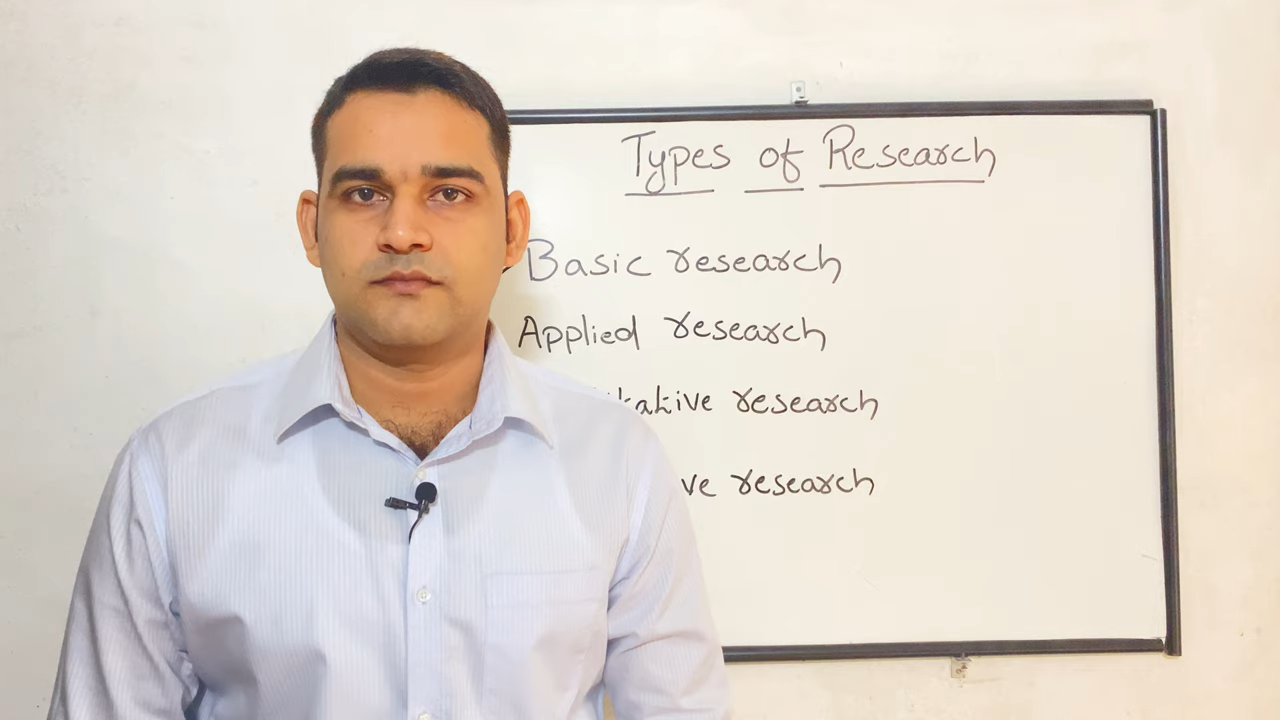 Types of Research
Basic research
Applied research
research
research